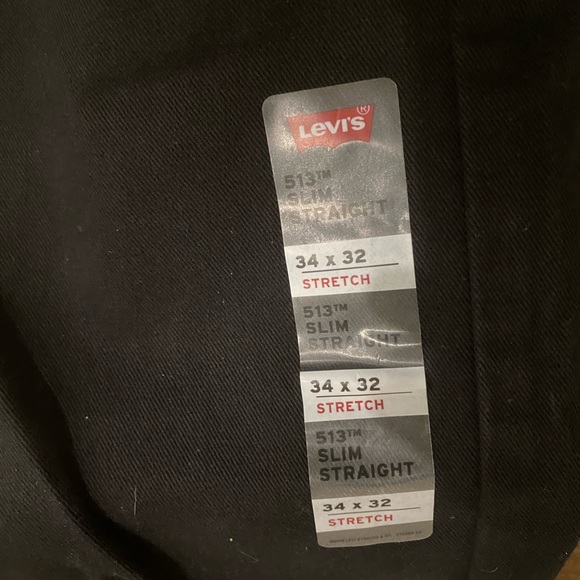 Levi's®
513™
SLIM
STRAIGHT
34 x 32
STRETCH
513™
SLIM
STRAIGHT
34 x 32
STRETCH
513™
SLIM
STRAIGHT
34 x 32
STRETCH